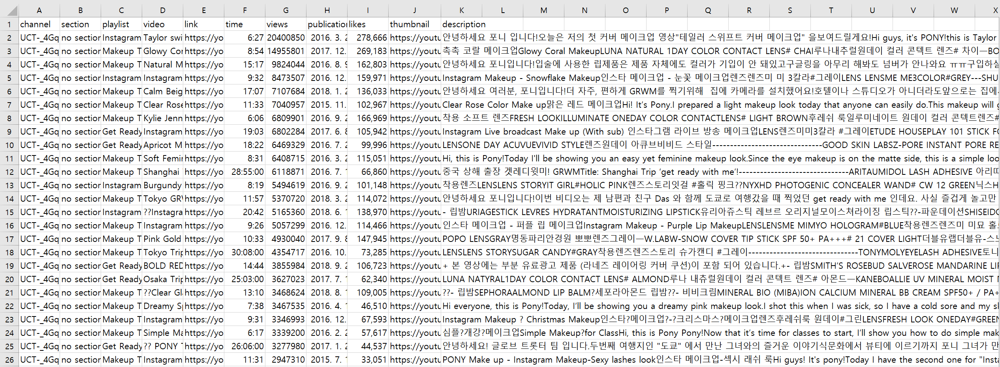 A B C D E F G H I J K L M N O P Q R S T U V W X
1 channel section playlist video link time views publication likes thumbnail description
2 UCT-_4Gq no section Instagram Taylor swi https://yo 6:27 20400850 2016. 3. 2 278,666 https://youtu 안녕하세요 포니 입니다!오늘은 저의 첫 커버 메이크업 영상"테일러 스위프트 커버 메이크업" 을보여드릴게요!Hi guys, it's PONY!this is Taylor
3 UCT-_4Gq no section Makeup T Glowy Cor https://yo 8:54 14955801 2017. 12. 269,183 https://youtu 촉촉 코랄 메이크업Glowy Coral MakeupLUNA NATURAL 1DAY COLOR CONTACT LENS# CHAI루나내추럴원데이 컬러 콘텍트 렌즈# 차이—BO
4 UCT-_4Gq no section Makeup T Natural M https://yo 15:17 9824044 2016. 8. 9 162,803 https://youtu 안녕하세요 포니입니다!입술에 사용한 립제품은 제품 자체에도 컬러가 기입이 안 돼있고구글링을 아무리 해봐도 넘버가 안나와요 ㅠㅠ구입하실
5 UCT-_4Gq no section Instagram Instagram https://yo 9:32 8473507 2016. 12. 159,971 https://youtu Instagram Makeup - Snowflake Makeup인스타 메이크업 - 눈꽃 메이크업렌즈렌즈미 미 3칼라#그레이LENS LENSME ME3COLOR#GREY---SHU
6 UCT-_4Gq no section Makeup T Calm Beig https://yo 17:07 7107684 2018. 1. 2 136,033 https://youtu 안녕하세요 여러분, 포니입니다!더 자주, 편하게 GRWM를 찍기위해  집에 카메라를 설치했어요!호텔이나 스튜디오가 아니더라도앞으로는 집에서
7 UCT-_4Gq no section Makeup T Clear Rose https://yo 11:33 7040957 2015. 11. 102,967 https://youtu Clear Rose Color Make up맑은 레드 메이크업Hi! It’s Pony.I prepared a light makeup look today that anyone can easily do.This makeup will g
8 UCT-_4Gq no section Makeup T Kylie Jenn https://yo 6:06 6809901 2016. 9. 2 166,969 https://youtu 착용 소프트 렌즈FRESH LOOKILLUMINATE ONEDAY COLOR CONTACTLENS# LIGHT BROWN후레쉬 룩일루미네이트 원데이 컬러 콘텍트렌즈#
9 UCT-_4Gq no section Get Ready Instagram https://yo 19:03 6802284 2017. 6. 8 105,942 https://youtu Instagram Live broadcast Make up (With sub) 인스타그램 라이브 방송 메이크업LENS렌즈미미3칼라 #그레이ETUDE HOUSEPLAY 101 STICK FO
10 UCT-_4Gq no section Get Ready Apricot M https://yo 18:22 6469329 2016. 7. 2 99,996 https://youtu LENSONE DAY ACUVUEVIVID STYLE렌즈원데이 아큐브비비드 스타일-------------------------------GOOD SKIN LABSZ-PORE INSTANT PORE RE
11 UCT-_4Gq no section Makeup T Soft Femin https://yo 8:31 6408715 2016. 3. 2 115,051 https://youtu Hi, this is Pony!Today I'll be showing you an easy yet feminine makeup look.Since the eye makeup is on the matte side, this is a simple loo
12 UCT-_4Gq no section Makeup T Shanghai https://yo 28:55:00 6118871 2016. 7. 1 66,860 https://youtu 중국 상해 출장 겟레디윗미! GRWMTitle: Shanghai Trip ‘get ready with me’!-------------------------------ARITAUMIDOL LASH ADHESIVE 아리따
13 UCT-_4Gq no section Instagram Burgundy https://yo 8:19 5494619 2016. 9. 2 101,148 https://youtu 착용렌즈LENSLENS STORYIT GIRL#HOLIC PINK렌즈스토리잇걸 #홀릭 핑크??NYXHD PHOTOGENIC CONCEALER WAND# CW 12 GREEN닉스H
14 UCT-_4Gq no section Makeup T Tokyo GRV https://yo 11:57 5370720 2018. 3. 2 114,072 https://youtu 안녕하세요 포니입니다!이번 비디오는 제 남편과 친구 Das 와 함께 도쿄로 여행갔을 때 찍었던 get ready with me 인데요. 사실 즐겁게 놀고만
15 UCT-_4Gq no section Instagram ??Instagra https://yo 20:42 5165360 2018. 6. 1 138,970 https://youtu - 립밤URIAGESTICK LEVRES HYDRATANTMOISTURIZING LIPSTICK유리아쥬스틱 레브르 오리지널모이스쳐라이징 립스틱??-파운데이션SHISEIDO
16 UCT-_4Gq no section Makeup T Instagram https://yo 9:26 5057299 2016. 12. 114,466 https://youtu 인스타 메이크업 - 퍼플 립 메이크업Instagram Makeup - Purple Lip MakeupLENSLENSME MIMYO HOLOGRAM#BLUE착용렌즈렌즈미 미묘 홀로
17 UCT-_4Gq no section Makeup T Pink Gold https://yo 10:33 4930040 2017. 9. 8 147,945 https://youtu POPO LENSGRAY명동파리안경원 뽀뽀렌즈그레이—W.LABW-SNOW COVER TIP STICK SPF 50+ PA+++# 21 COVER LIGHT더블유랩더블유-스노
18 UCT-_4Gq no section Makeup T Tokyo Trip https://yo 30:08:00 4354717 2016. 10. 73,285 https://youtu LENSLENS STORYSUGAR CANDY#GRAY착용렌즈렌즈스토리 슈가캔디 #그레이-------------------------------TONYMOLYEYELASH ADHESIVE토니
19 UCT-_4Gq no section Get Ready BOLD RED https://yo 14:44 3855984 2018. 9. 2 106,723 https://youtu + 본 영상에는 부분 유료광고 제품 (라네즈 레이어링 커버 쿠션)이 포함 되어 있습니다.+- 립밤SMITH’S ROSEBUD SALVEROSE MANDARINE LIP
20 UCT-_4Gq no section Get Ready Osaka Trip https://yo 25:03:00 3627023 2017. 7. 1 62,340 https://youtu LUNA NATYRAL1DAY COLOR CONTACT LENS# ALMOND루나 내츄럴원데이 컬러 콘텍트 렌즈# 아몬드—KANEBOALLIE UV MINERAL MOIST N
21 UCT-_4Gq no section Makeup T ??Clear Gla https://yo 13:10 3468624 2018. 8. 1 109,005 https://youtu ??- 립밤SEPHORAALMOND LIP BALM?세포라아몬드 립밤??- 비비크림MINERAL BIO (MIBA)ION CALCIUM MINERAL BB CREAM SPF50+ / PA+
22 UCT-_4Gq no section Makeup T Dreamy Sp https://yo 7:38 3467535 2016. 4. 1 46,510 https://youtu Hi everyone, this is Pony!Today, I’ll be showing you a dreamy pink makeup look.I shot this when I was sick, so I have a cold sore and my sk
23 UCT-_4Gq no section Makeup T Instagram https://yo 9:31 3346993 2016. 12. 67,593 https://youtu Instagram Makeup ? Christmas Makeup인스타?메이크업?-?크리스마스?메이크업렌즈후레쉬룩 원데이#그린LENSFRESH LOOK ONEDAY#GREEN
24 UCT-_4Gq no section Makeup T Simple Ma https://yo 6:17 3339200 2016. 2. 2 57,617 https://youtu 심플?개강?메이크업Simple Makeup?for ClassHi, this is Pony Pony!Now that it’s time for classes to start, I’ll show you how to do simple mak
25 UCT-_4Gq no section Get Ready ?? PONY T https://yo 26:06:00 3277980 2017. 1. 2 44,537 https://youtu 안녕하세요! 글로브 트롯터 팀 입니다.두번째 여행지인 "도쿄" 에서 만난 그녀와의 즐거운 이야기식문화에서 뷰티에 이르기까지 포니 그녀가 만
26 UCT-_4Gq no section Makeup T Instagram https://yo 11:31 2947310 2015. 7. 1 33,051 https://youtu PONY Make up - Instagram Makeup-Sexy lashes look인스타 메이크업-섹시 래쉬 룩Hi guys! It's pony!Today I have the second one for "Insta